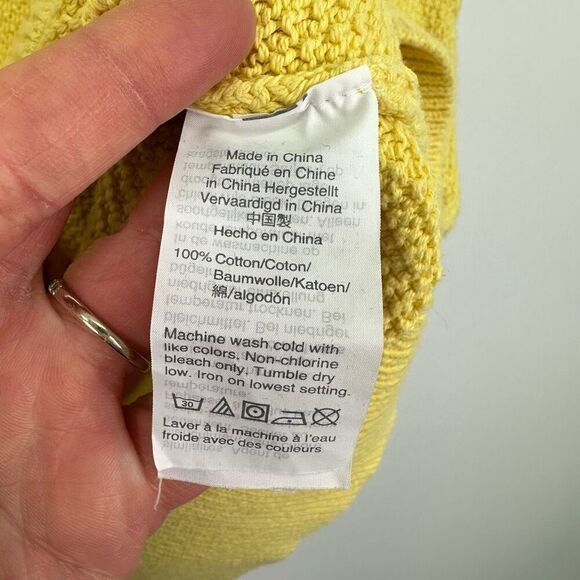 Made in China
Fabriqué en Chine
in China Hergestellt
Vervaardigd in China
中国製
Hecho en China
100% Cotton/Coton/
Baumwolle/Katoen/
綿/algodón
Machine wash cold with
like colors. Non-chlorine
bleach only. Tumble dry
low. Iron on lowest setting.
30
Laver à la machine à l'eau
froide avec des couleurs